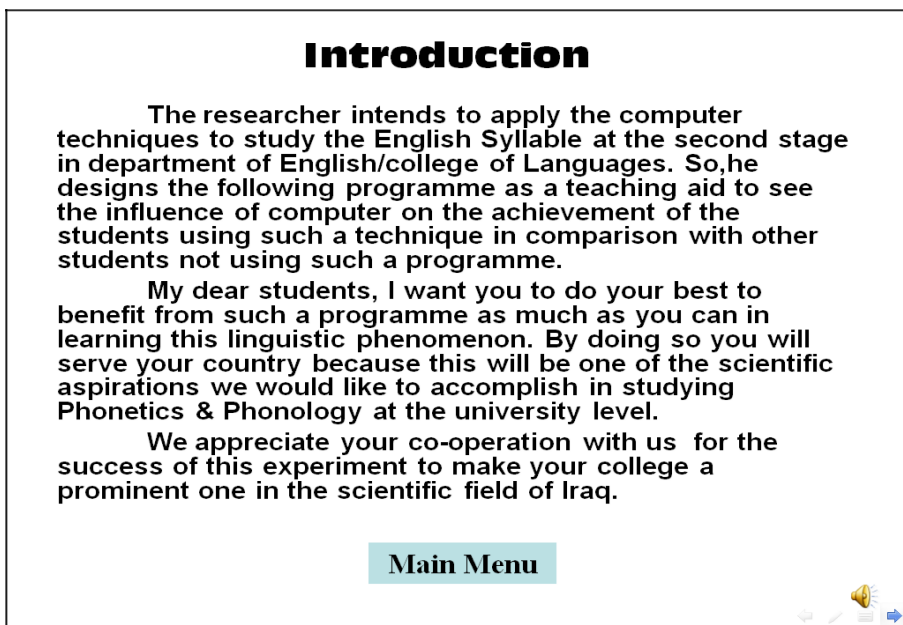 Introduction
The researcher intends to apply the computer
techniques to study the English Syllable at the second stage
in department of English/college of Languages. So,he
designs the following programme as a teaching aid to see
the influence of computer on the achievement of the
students using such a technique in comparison with other
students not using such a programme.
My dear students, I want you to do your best to
benefit from such a programme as much as you can in
learning this linguistic phenomenon. By doing so you will
serve your country because this will be one of the scientific
aspirations we would like to accomplish in studying
Phonetics & Phonology at the university level.
We appreciate your co-operation with us  for the
success of this experiment to make your college a
prominent one in the scientific field of Iraq.
Main Menu